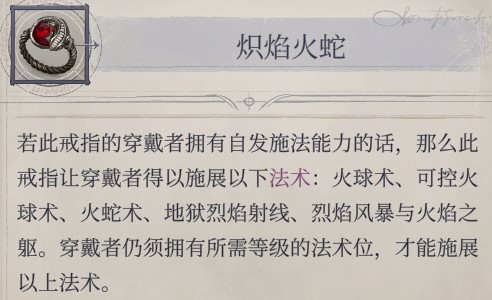 炽焰火蛇
若此戒指的穿戴者拥有自发施法能力的话，那么此
戒指让穿戴者得以施展以下法术：火球术、可控火
球术、火蛇术、地狱烈焰射线、烈焰风暴与火焰之
躯。穿戴者仍须拥有所需等级的法术位，才能施展
以上法术。